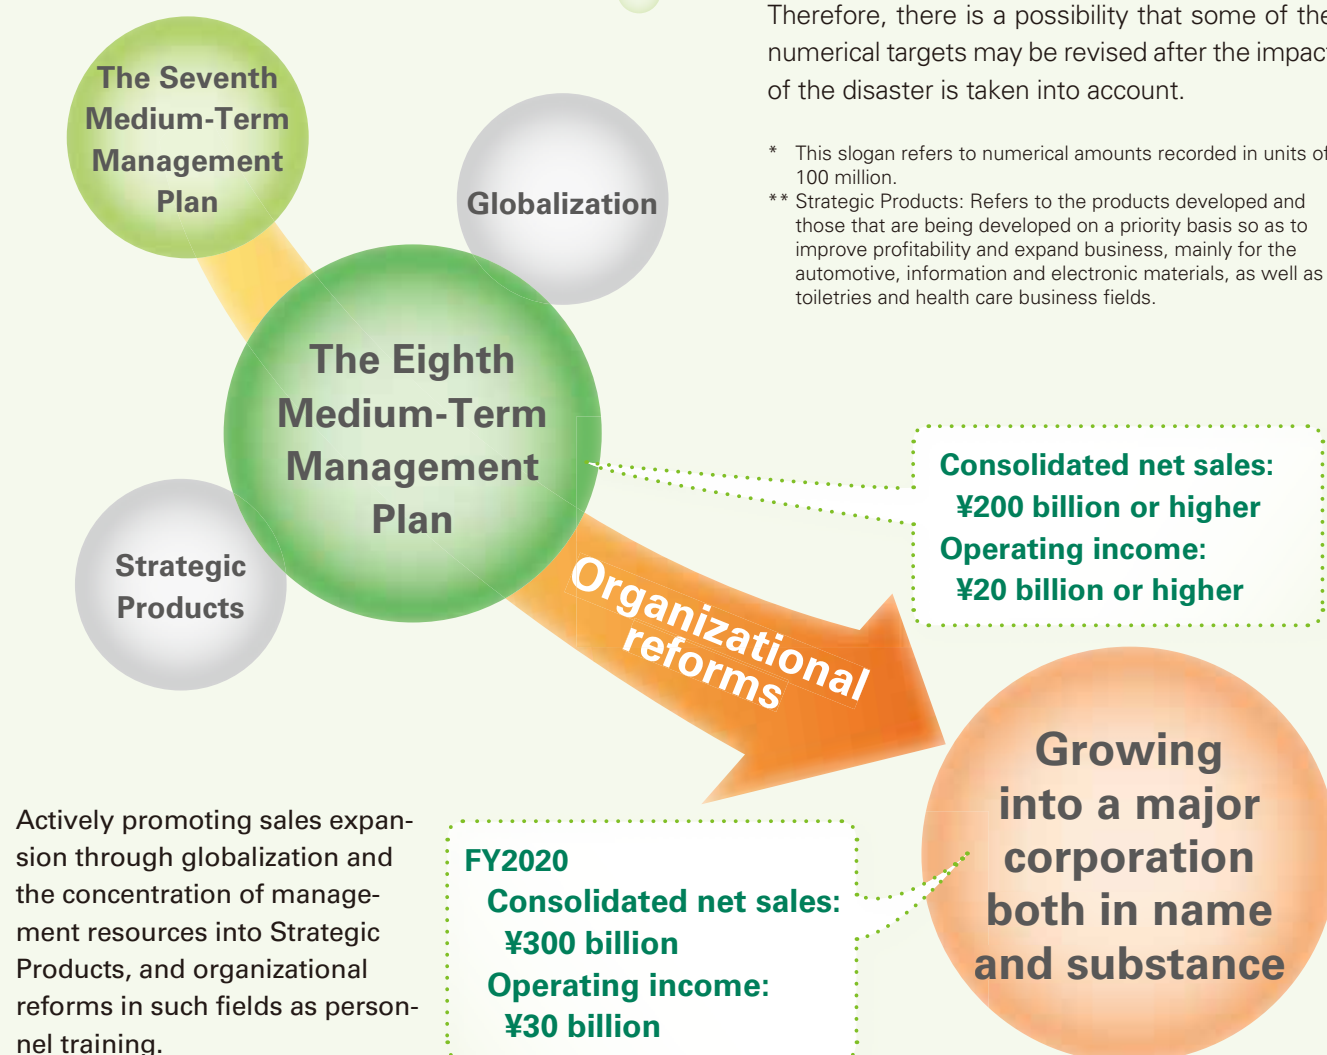 Therefore, there is a possibility that some of the
numerical targets may be revised after the impact
of the disaster is taken into account.
* This slogan refers to numerical amounts recorded in units of
100 million.
** Strategic Products: Refers to the products developed and
those that are being developed on a priority basis so as to
improve profitability and expand business, mainly for the
automotive, information and electronic materials, as well as
toiletries and health care business fields.
The Seventh
Medium-Term
Management
Plan
Globalization
The Eighth
Medium-Term
Management
Plan
Strategic
Products
Organizational
reforms
Consolidated net sales:
¥200 billion or higher
Operating income:
¥20 billion or higher
Growing
into a major
corporation
both in name
and substance
Actively promoting sales expan-
sion through globalization and
the concentration of manage-
ment resources into Strategic
Products, and organizational
reforms in such fields as person-
nel training.
FY2020
Consolidated net sales:
¥300 billion
Operating income:
¥30 billion